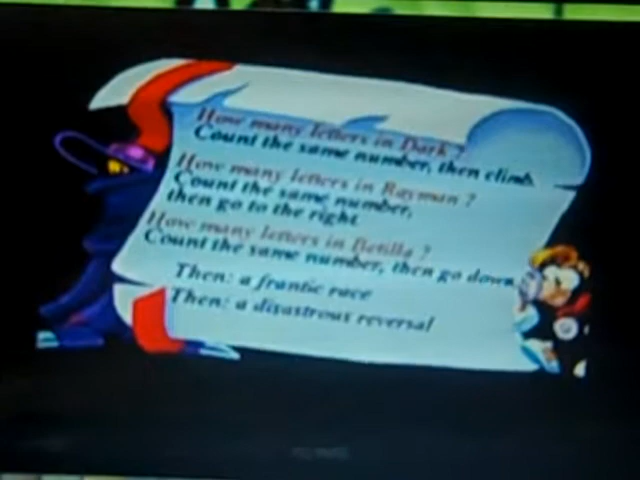 How many letters in Dark ?
Count the same number, then climb.
How many letters in Rayman ?
Count the same number,
then go to the right
How many letters in Betilla ?
Count the same number, then go down.
Then: a frantic race
Then: a disastrous reversal